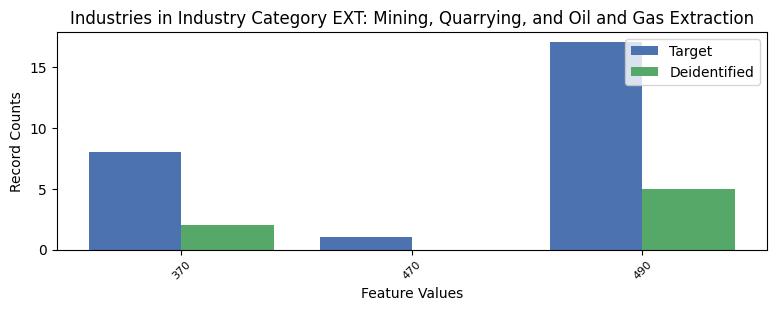 Industries in Industry Category EXT: Mining, Quarrying, and Oil and Gas Extraction
Target
Deidentified
Record Counts
15
10
5
0
370
470
490
Feature Values